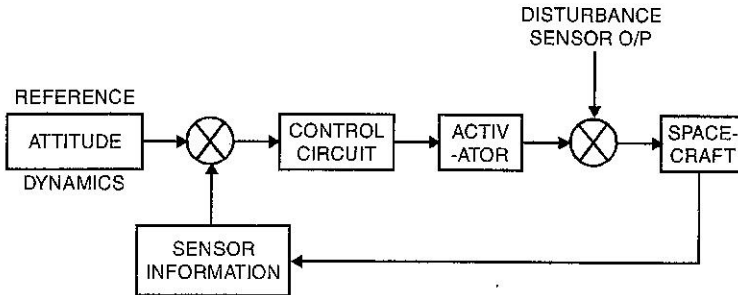 DISTURBANCE
SENSOR O/P
REFERENCE
ATTITUDE
DYNAMICS
CONTROL
CIRCUIT
ACTIV
-ATOR
SPACE-
CRAFT
SENSOR
INFORMATION